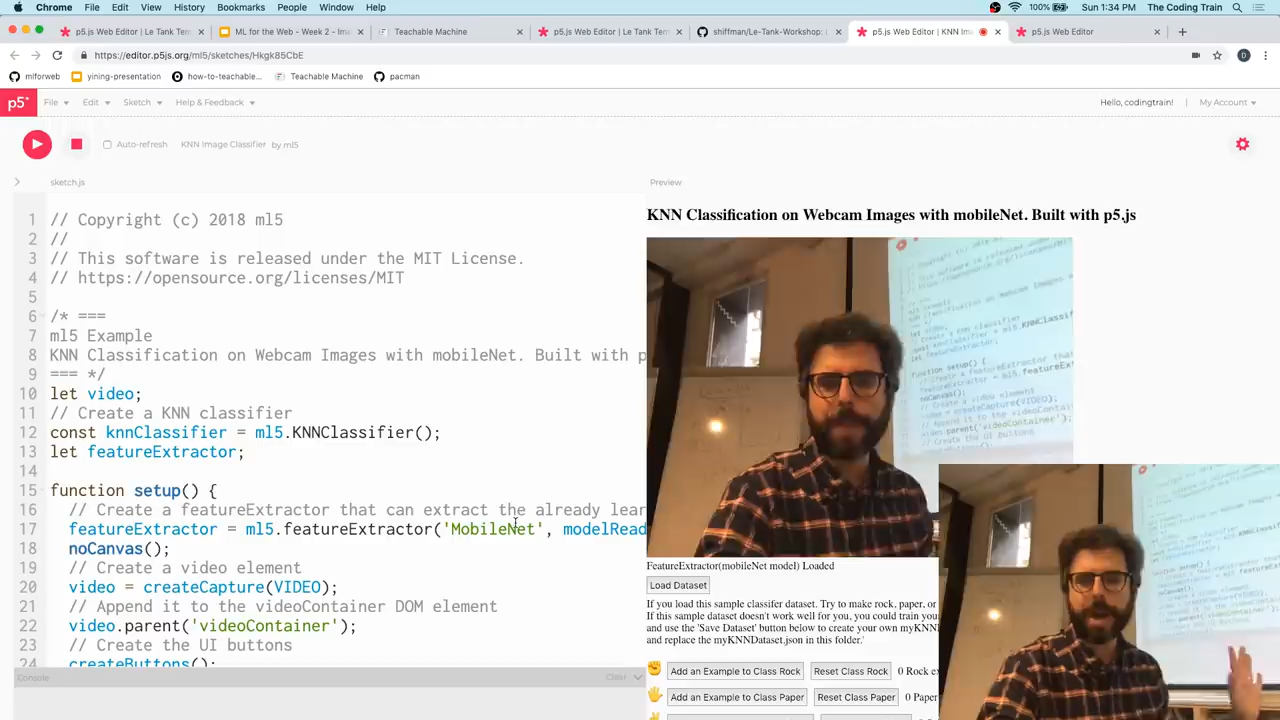 Chrome File Edit View History Bookmarks People Window Help 100% Sun 1:34 PM The Coding Train
p5.js Web Editor | Le Tank Tem × ML for the Web - Week 2 – Ima × Teachable Machine × p5.js Web Editor | Le Tank Tem × shiffman/Le-Tank-Workshop: × p5.js Web Editor | KNN Ima × p5.js Web Editor ×
https://editor.p5js.org/ml5/sketches/Hkgk85CbE D
mlforweb yining-presentation how-to-teachable... Teachable Machine pacman
p5* File Edit Sketch Help & Feedback Hello, codingtrain! | My Account
Auto-refresh KNN Image Classifier by ml5
sketch.js
Preview
KNN Classification on Webcam Images with mobileNet. Built with p5.js
1 // Copyright (c) 2018 ml5
2 //
3 // This software is released under the MIT License.
4 // https://opensource.org/licenses/MIT
5
6 /* ===
7 ml5 Example
8 KNN Classification on Webcam Images with mobileNet. Built with p
9 === */
10 let video;
11 // Create a KNN classifier
12 const knnClassifier = ml5.KNNClassifier();
13 let featureExtractor;
14
15 function setup() {
16 // Create a featureExtractor that can extract the already lear
17 featureExtractor = ml5.featureExtractor('MobileNet', modelRead
18 noCanvas();
19 // Create a video element
20 video = createCapture(VIDEO);
21 // Append it to the videoContainer DOM element
22 video.parent('videoContainer');
23 // Create the UI buttons
24 createButtons();
Console Clear
FeatureExtractor(mobileNet model) Loaded
Load Dataset
If you load this sample classifer dataset. Try to make rock, paper, or
If this sample dataset doesn't work well for you, you could train you
and use the 'Save Dataset' button below to create your own myKNN
and replace the myKNNDataset.json in this folder.'
Add an Example to Class Rock Reset Class Rock 0 Rock ex
Add an Example to Class Paper Reset Class Paper 0 Paper